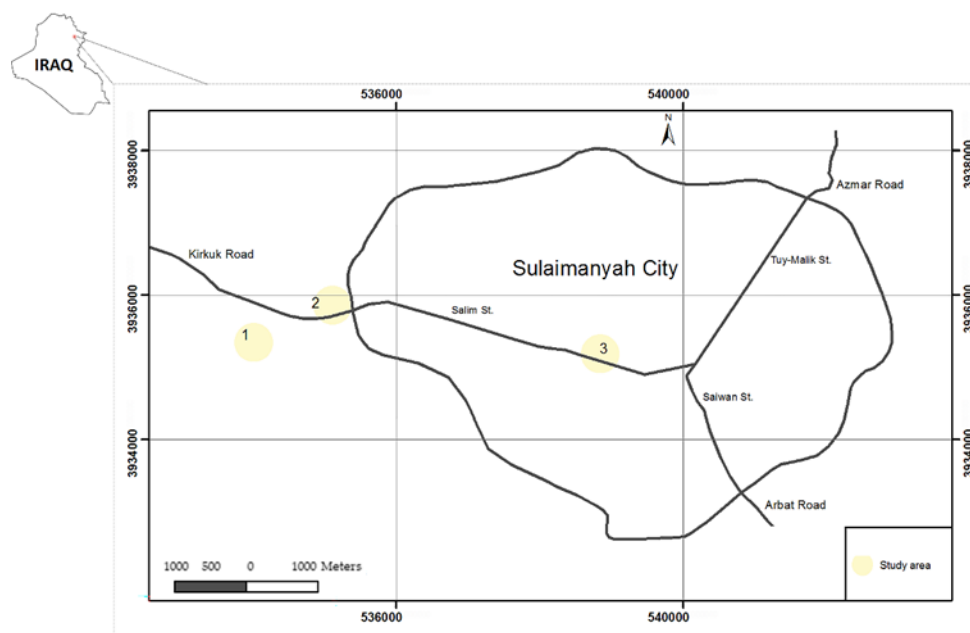 IRAQ
536000
540000
N
3938000
3938000
Azmar Road
Kirkuk Road
Tuy-Malik St.
Sulaimanyah City
3936000
3936000
2
Salim St.
1
3
Saiwan St.
3934000
3934000
Arbat Road
1000 500 0 1000 Meters
Study area
536000
540000